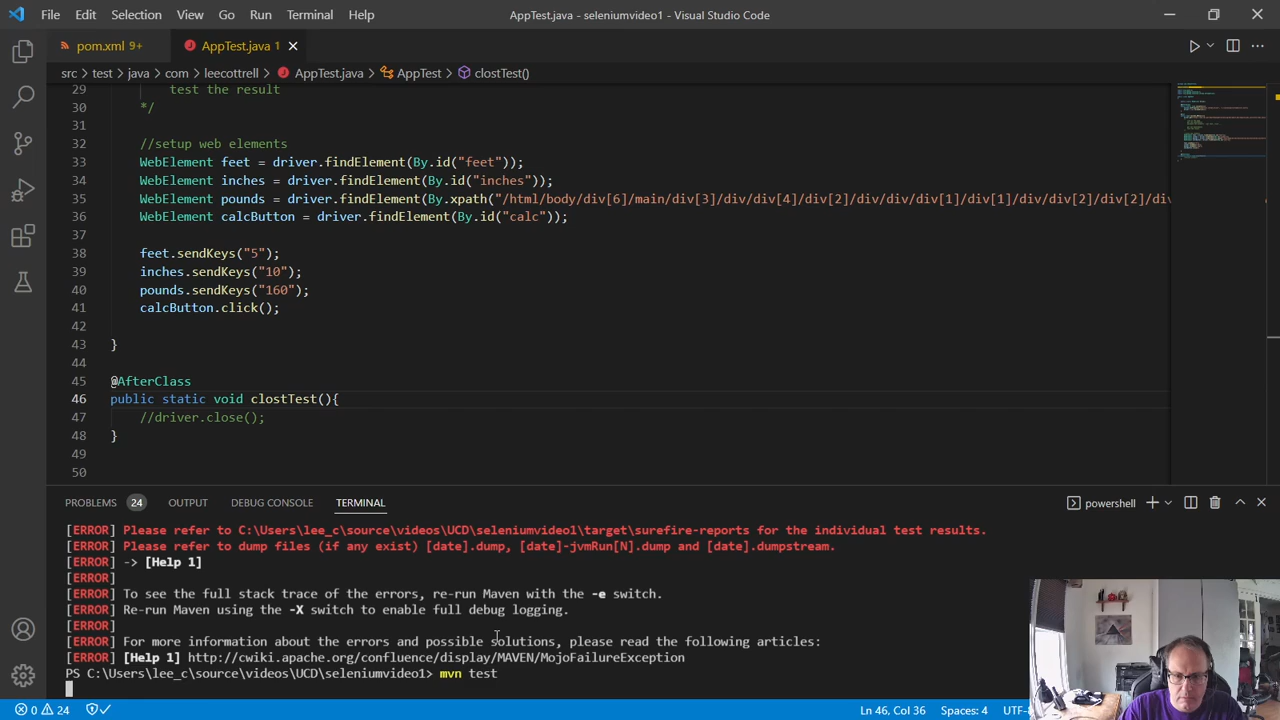 File Edit Selection View Go Run Terminal Help AppTest.java - seleniumvideo1 - Visual Studio Code
pom.xml 9+ AppTest.java 1
src > test > java > com > leecottrell > AppTest.java > AppTest > clostTest()
29 test the result
30 */
31
32 //setup web elements
33 WebElement feet = driver.findElement(By.id("feet"));
34 WebElement inches = driver.findElement(By.id("inches"));
35 WebElement pounds = driver.findElement(By.xpath("/html/body/div[6]/main/div[3]/div/div[4]/div[2]/div/div/div[1]/div[1]/div/div[2]/div[2]/div
36 WebElement calcButton = driver.findElement(By.id("calc"));
37
38 feet.sendKeys("5");
39 inches.sendKeys("10");
40 pounds.sendKeys("160");
41 calcButton.click();
42
43 }
44
45 @AfterClass
46 public static void clostTest(){
47 //driver.close();
48 }
49
50
PROBLEMS 24 OUTPUT DEBUG CONSOLE TERMINAL powershell
[ERROR] Please refer to C:\Users\lee_c\source\videos\UCD\seleniumvideo1\target\surefire-reports for the individual test results.
[ERROR] Please refer to dump files (if any exist) [date].dump, [date]-jvmRun[N].dump and [date].dumpstream.
[ERROR] -> [Help 1]
[ERROR]
[ERROR] To see the full stack trace of the errors, re-run Maven with the -e switch.
[ERROR] Re-run Maven using the -X switch to enable full debug logging.
[ERROR]
[ERROR] For more information about the errors and possible solutions, please read the following articles:
[ERROR] [Help 1] http://cwiki.apache.org/confluence/display/MAVEN/MojoFailureException
PS C:\Users\lee_c\source\videos\UCD\seleniumvideo1> mvn test
0 24 Ln 46, Col 36 Spaces: 4 UTF-8